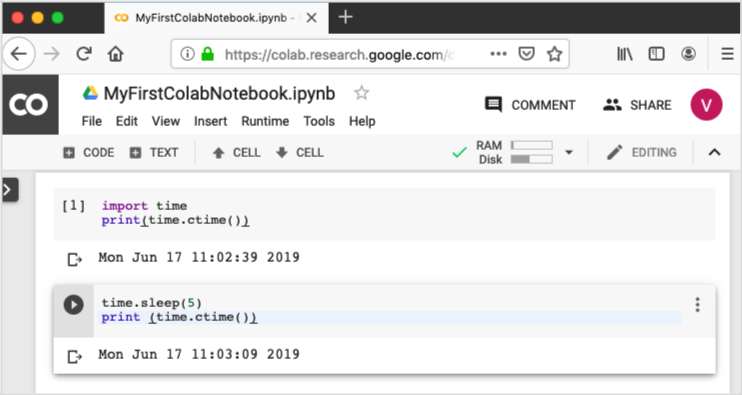 MyFirstColabNotebook.ipynb -
https://colab.research.google.com/d
CO
MyFirstColabNotebook.ipynb
COMMENT
SHARE
V
File Edit View Insert Runtime Tools Help
CODE TEXT CELL CELL
RAM
Disk
EDITING
[1] import time
print(time.ctime())
Mon Jun 17 11:02:39 2019
time.sleep(5)
print (time.ctime())
Mon Jun 17 11:03:09 2019